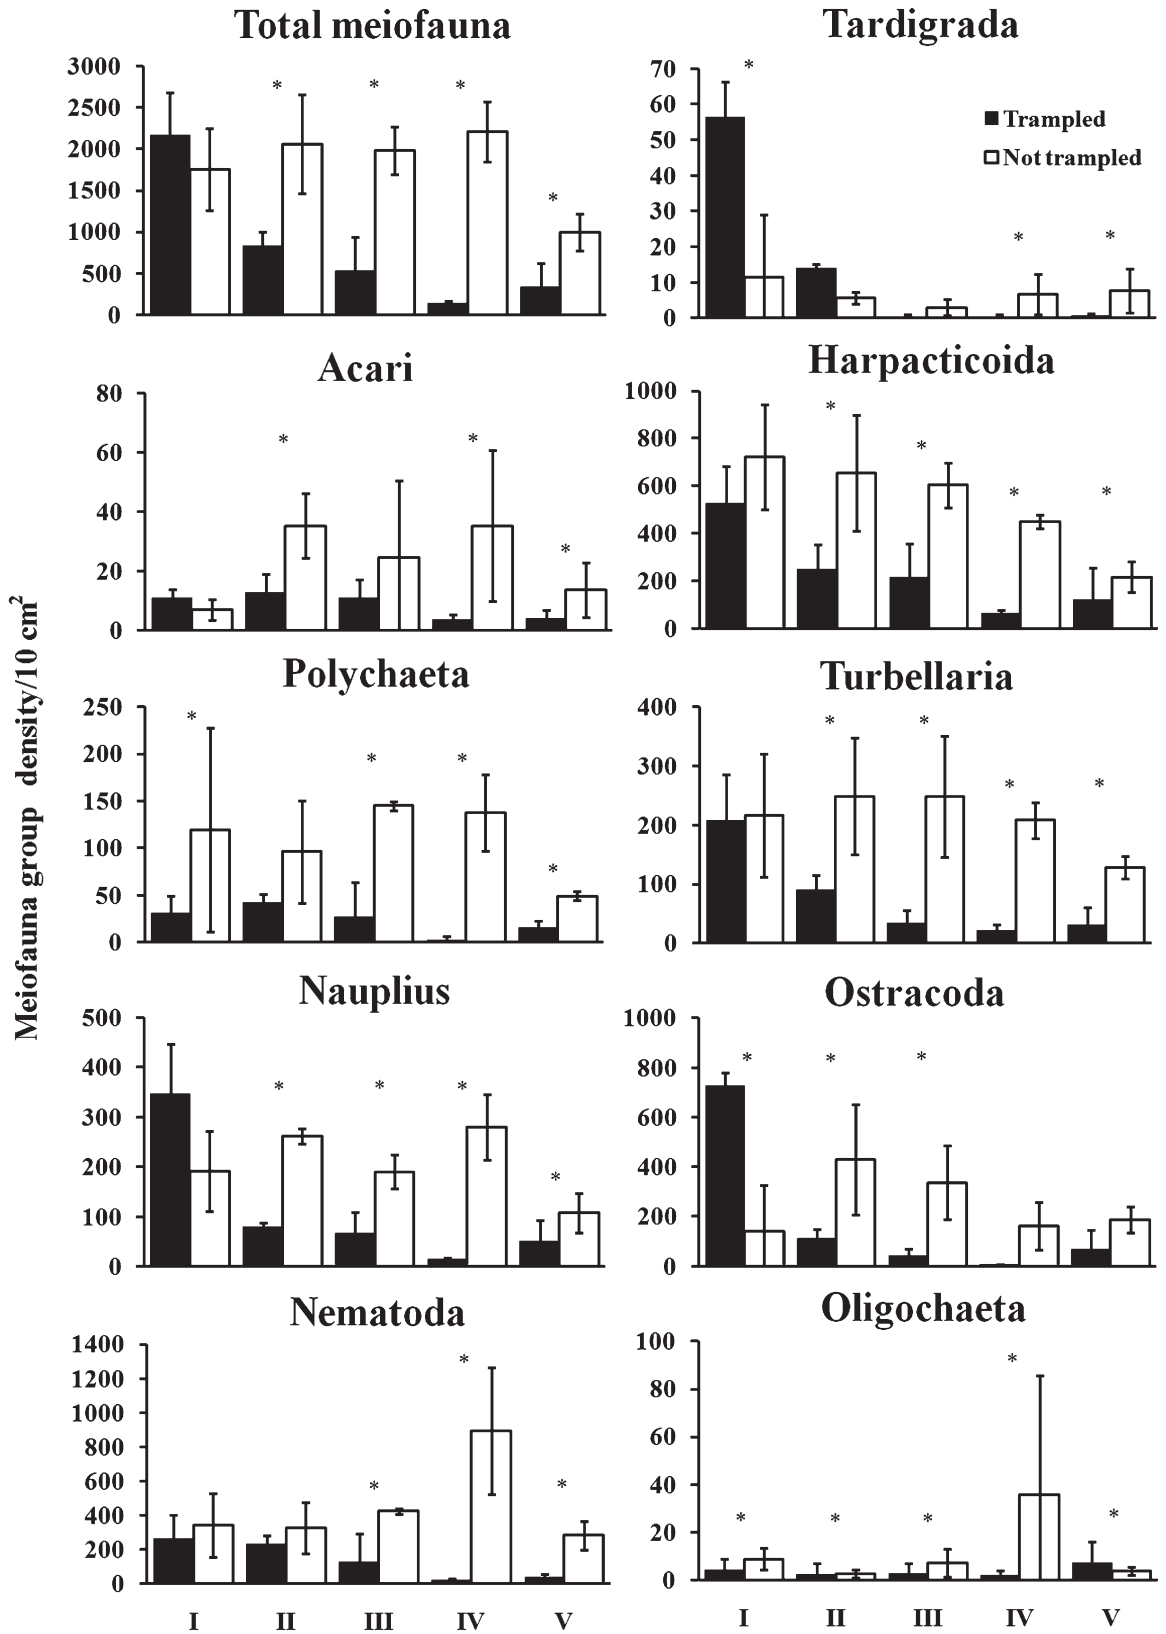 Total meiofauna
3000
2500
2000
1500
1000
500
0
* * * *
Tardigrada
70
60
50
40
30
20
10
0
* * *
Trampled
Not trampled
Acari
80
60
40
20
0
* * *
Harpacticoida
1000
800
600
400
200
0
* * * *
Meiofauna group density/10 cm²
Polychaeta
250
200
150
100
50
0
* * * *
Turbellaria
400
300
200
100
0
* * * *
Nauplius
500
400
300
200
100
0
* * * *
Ostracoda
1000
800
600
400
200
0
* * *
Nematoda
1400
1200
1000
800
600
400
200
0
* * *
I II III IV V
Oligochaeta
100
80
60
40
20
0
* * * * *
I II III IV V